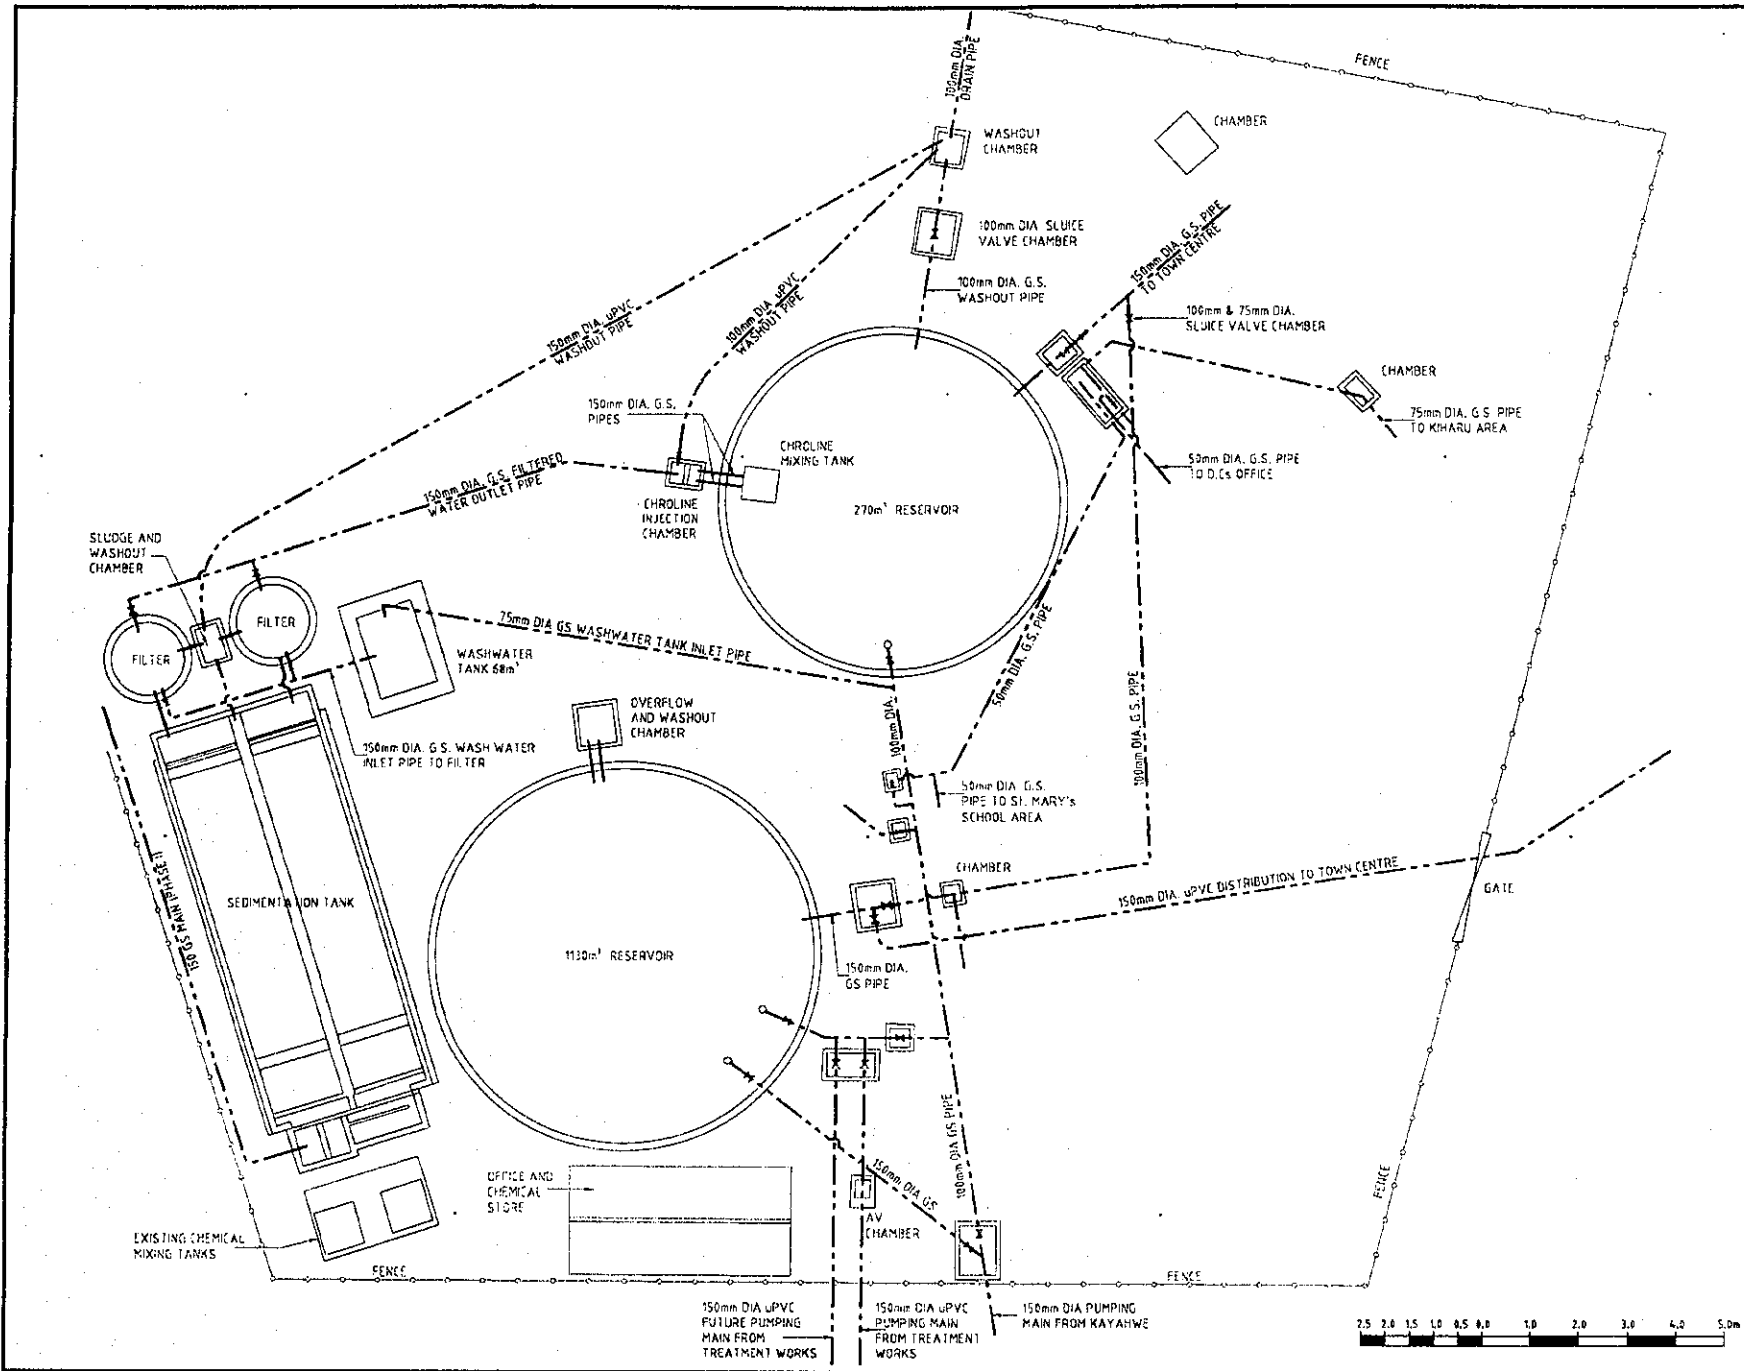 FENCE
100mm DIA.
DRAIN PIPE
WASHOUT
CHAMBER
CHAMBER
100mm DIA. SLUICE
VALVE CHAMBER
150mm DIA. G.S. PIPE
TO TOWN CENTRE
100mm DIA. G.S.
WASHOUT PIPE
100mm & 75mm DIA.
SLUICE VALVE CHAMBER
150mm DIA. uPVC
WASHOUT PIPE
100mm DIA. uPVC
WASHOUT PIPE
CHAMBER
75mm DIA. G.S. PIPE
TO KIHARU AREA
150mm DIA. G.S.
PIPES
CHROLINE
MIXING TANK
50mm DIA. G.S. PIPE
TO D.Cs OFFICE
150mm DIA. G.S. FILTERED
WATER OUTLET PIPE
CHROLINE
INJECTION
CHAMBER
270m³ RESERVOIR
SLUDGE AND
WASHOUT
CHAMBER
FILTER
FILTER
75mm DIA GS WASHWATER TANK INLET PIPE
WASHWATER
TANK 68m³
50mm DIA. G.S. PIPE
100mm DIA. G.S. PIPE
100mm DIA.
OVERFLOW
AND WASHOUT
CHAMBER
150mm DIA. G.S. WASH WATER
INLET PIPE TO FILTER
50mm DIA. G.S.
PIPE TO St. MARY's
SCHOOL AREA
150 GS MAIN (PHASE I)
SEDIMENTATION TANK
CHAMBER
150mm DIA. uPVC DISTRIBUTION TO TOWN CENTRE
GATE
1130m³ RESERVOIR
150mm DIA.
GS PIPE
100mm DIA GS PIPE
150mm DIA GS
OFFICE AND
CHEMICAL
STORE
AV
CHAMBER
FENCE
EXISTING CHEMICAL
MIXING TANKS
FENCE
FENCE
150mm DIA uPVC
FUTURE PUMPING
MAIN FROM
TREATMENT WORKS
150mm DIA uPVC
PUMPING MAIN
FROM TREATMENT
WORKS
150mm DIA PUMPING
MAIN FROM KAYAHWE
2.5 2.0 1.5 1.0 0.5 0.0 1.0 2.0 3.0 4.0 5.0m